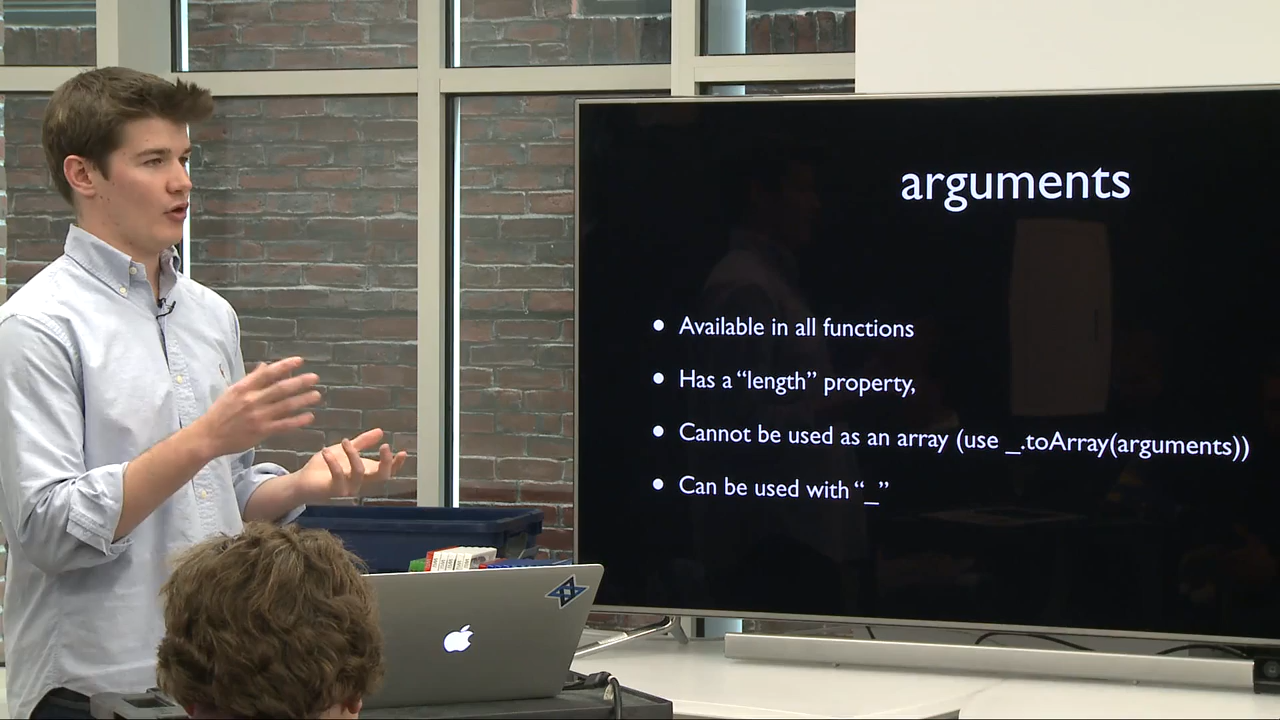 arguments
• Available in all functions
• Has a “length” property,
• Cannot be used as an array (use _.toArray(arguments))
• Can be used with “_”